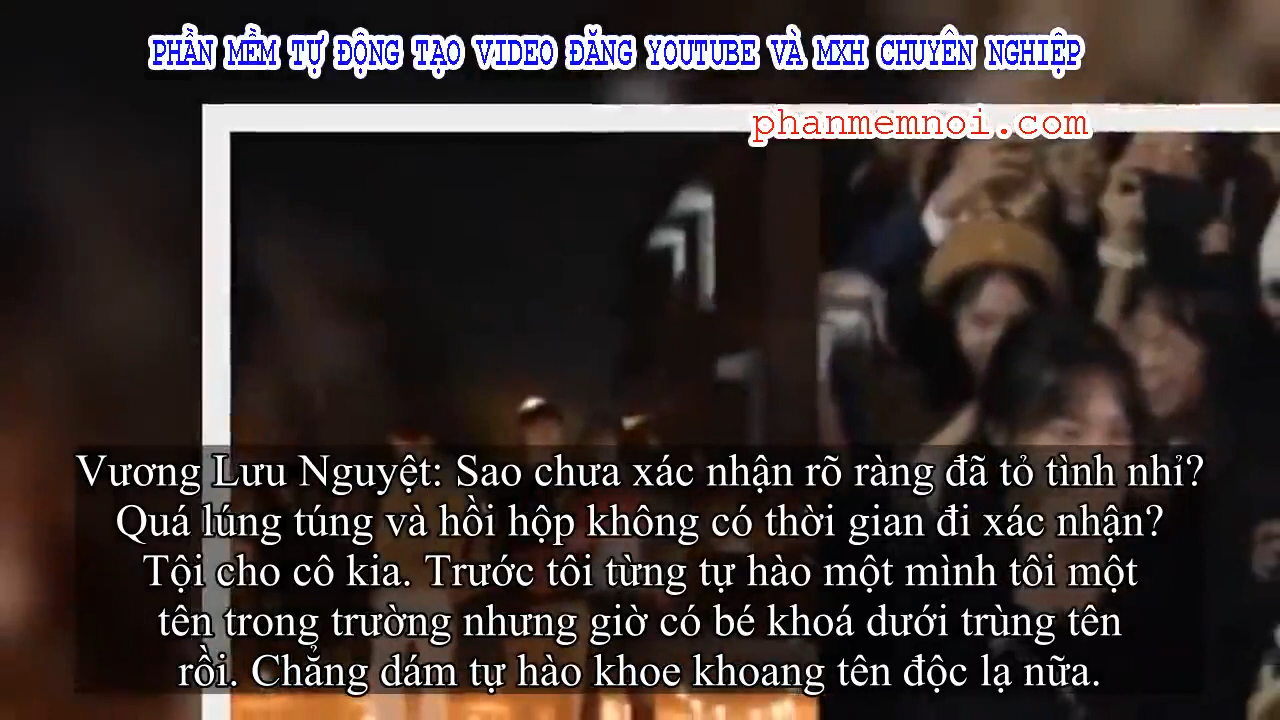 PHẦN MỀM TỰ ĐỘNG TẠO VIDEO ĐĂNG YOUTUBE VÀ MXH CHUYÊN NGHIỆP
phanmemnoi.com
Vương Lưu Nguyệt: Sao chưa xác nhận rõ ràng đã tỏ tình nhỉ?
Quá lúng túng và hồi hộp không có thời gian đi xác nhận?
Tội cho cô kia. Trước tôi từng tự hào một mình tôi một
tên trong trường nhưng giờ có bé khoá dưới trùng tên
rồi. Chẳng dám tự hào khoe khoang tên độc lạ nữa.